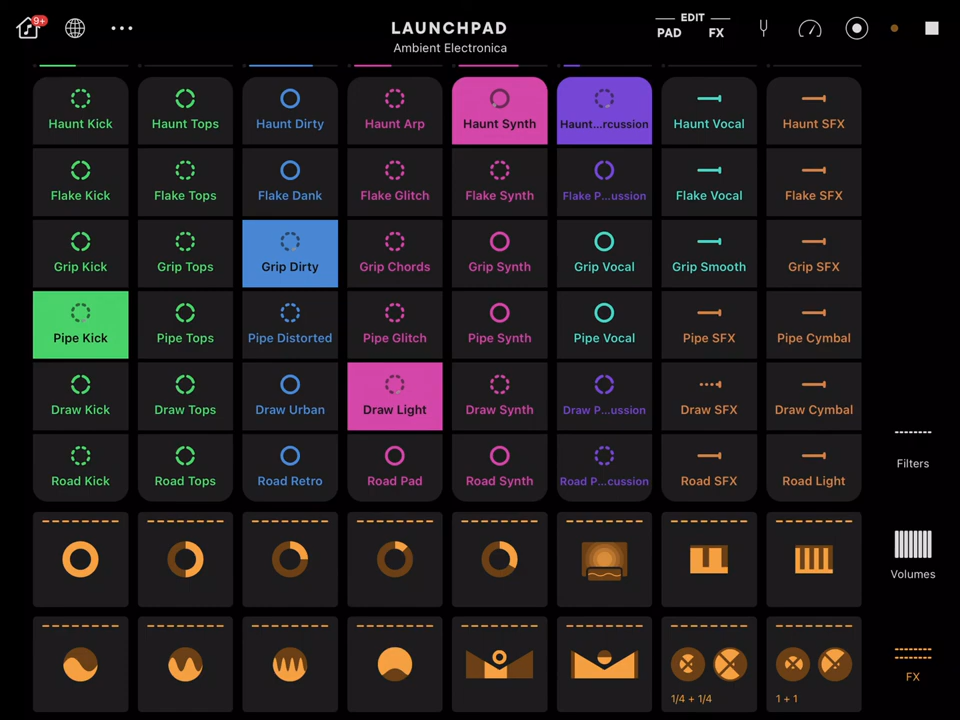 9+
LAUNCHPAD
Ambient Electronica
EDIT
PAD FX
Haunt Kick Haunt Tops Haunt Dirty Haunt Arp Haunt Synth Haunt...rcussion Haunt Vocal Haunt SFX
Flake Kick Flake Tops Flake Dank Flake Glitch Flake Synth Flake P...ussion Flake Vocal Flake SFX
Grip Kick Grip Tops Grip Dirty Grip Chords Grip Synth Grip Vocal Grip Smooth Grip SFX
Pipe Kick Pipe Tops Pipe Distorted Pipe Glitch Pipe Synth Pipe Vocal Pipe SFX Pipe Cymbal
Draw Kick Draw Tops Draw Urban Draw Light Draw Synth Draw P...ussion Draw SFX Draw Cymbal
Road Kick Road Tops Road Retro Road Pad Road Synth Road P...cussion Road SFX Road Light
Filters
Volumes
FX
1/4 + 1/4 1 + 1